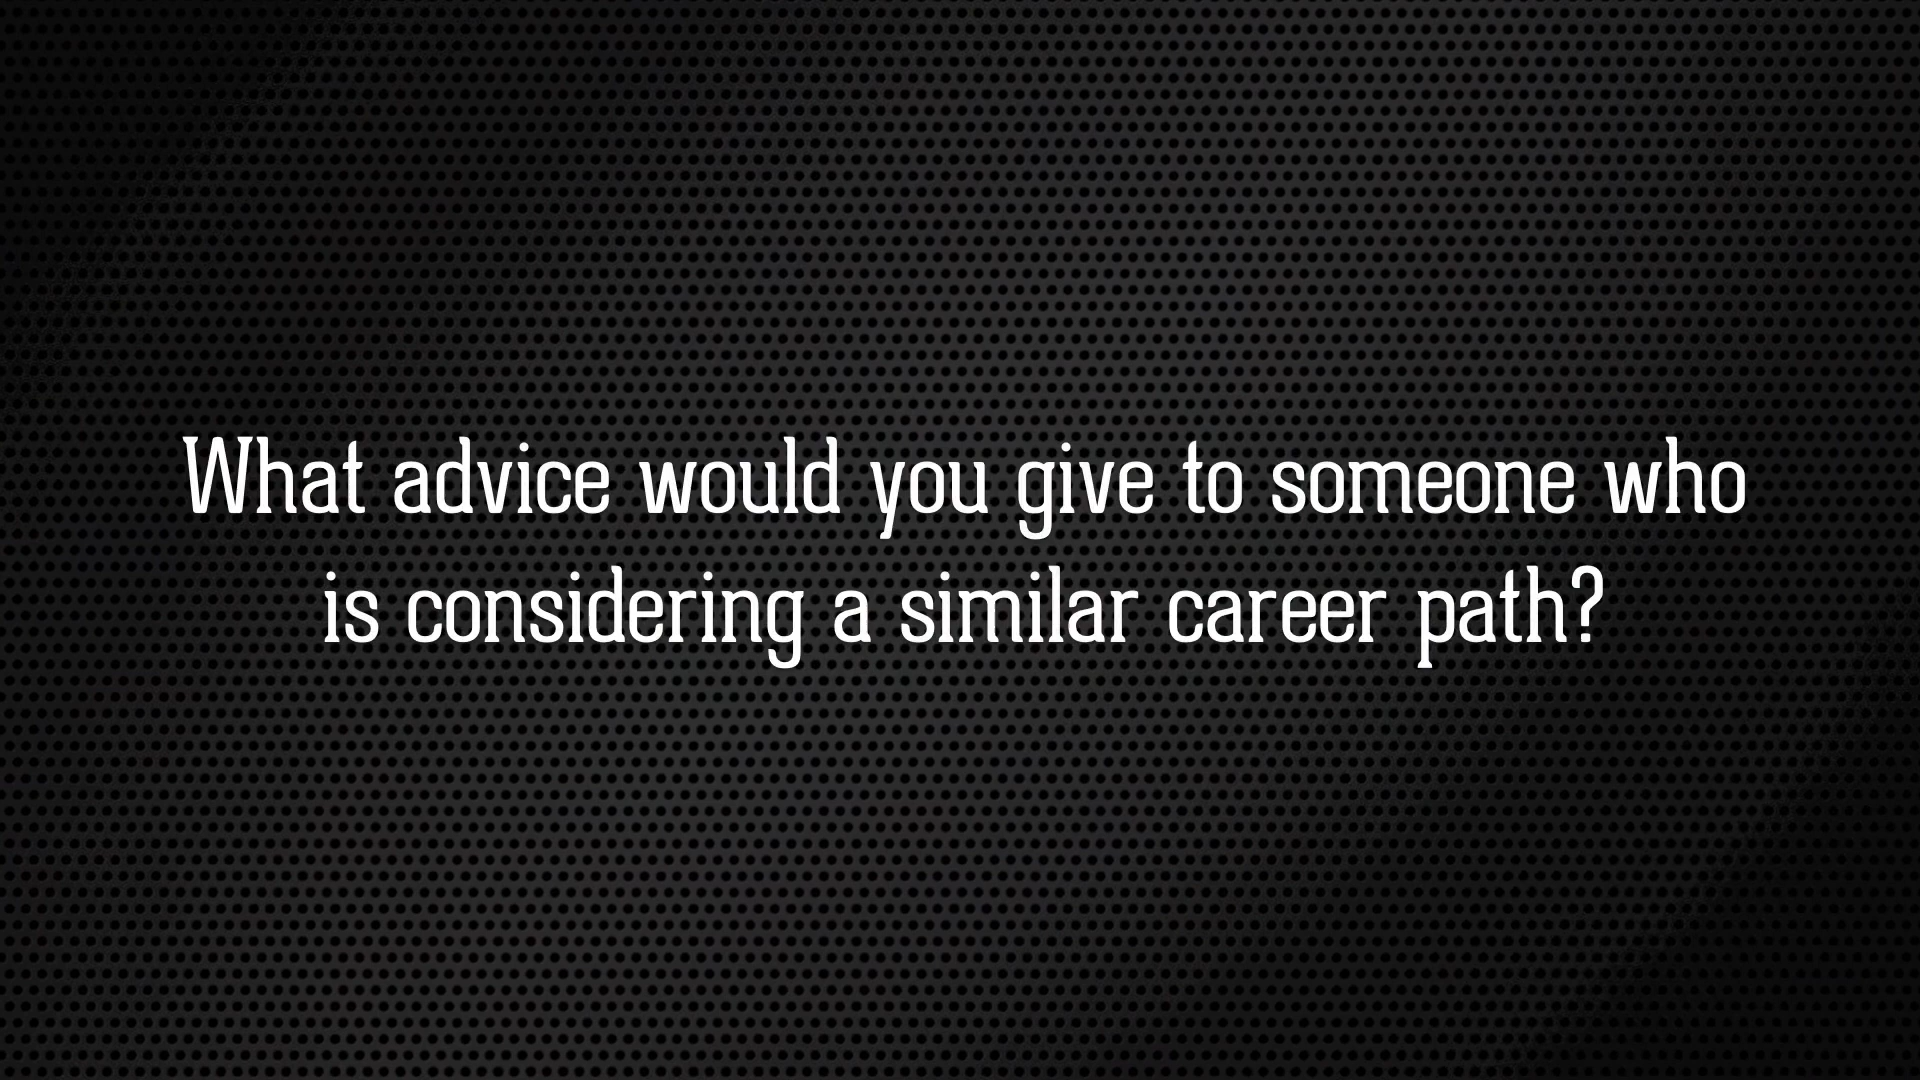 What advice would you give to someone who
is considering a similar career path?